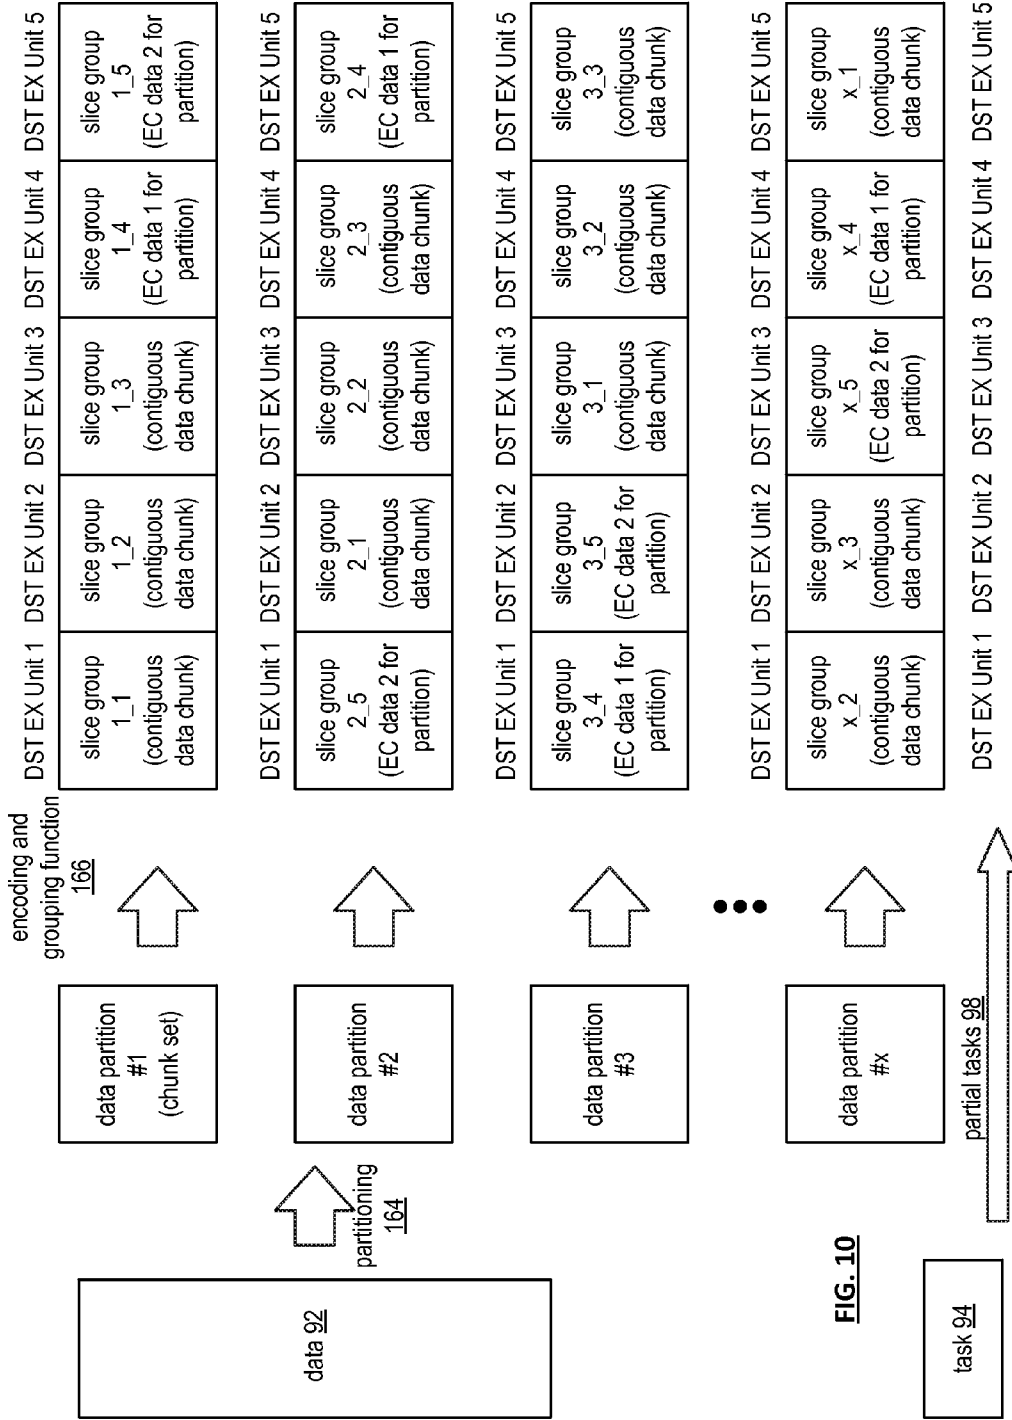 data 92
partitioning
164
data partition
#1
(chunk set)
data partition
#2
data partition
#3
data partition
#x
encoding and
grouping function
166
DST EX Unit 1
DST EX Unit 2
DST EX Unit 3
DST EX Unit 4
DST EX Unit 5
slice group
1_1
(contiguous
data chunk)
slice group
1_2
(contiguous
data chunk)
slice group
1_3
(contiguous
data chunk)
slice group
1_4
(EC data 1 for
partition)
slice group
1_5
(EC data 2 for
partition)
DST EX Unit 1
DST EX Unit 2
DST EX Unit 3
DST EX Unit 4
DST EX Unit 5
slice group
2_5
(EC data 2 for
partition)
slice group
2_1
(contiguous
data chunk)
slice group
2_2
(contiguous
data chunk)
slice group
2_3
(contiguous
data chunk)
slice group
2_4
(EC data 1 for
partition)
DST EX Unit 1
DST EX Unit 2
DST EX Unit 3
DST EX Unit 4
DST EX Unit 5
slice group
3_4
(EC data 1 for
partition)
slice group
3_5
(EC data 2 for
partition)
slice group
3_1
(contiguous
data chunk)
slice group
3_2
(contiguous
data chunk)
slice group
3_3
(contiguous
data chunk)
DST EX Unit 1
DST EX Unit 2
DST EX Unit 3
DST EX Unit 4
DST EX Unit 5
slice group
x_2
(contiguous
data chunk)
slice group
x_3
(contiguous
data chunk)
slice group
x_5
(EC data 2 for
partition)
slice group
x_4
(EC data 1 for
partition)
slice group
x_1
(contiguous
data chunk)
FIG. 10
task 94
partial tasks 98
DST EX Unit 1
DST EX Unit 2
DST EX Unit 3
DST EX Unit 4
DST EX Unit 5